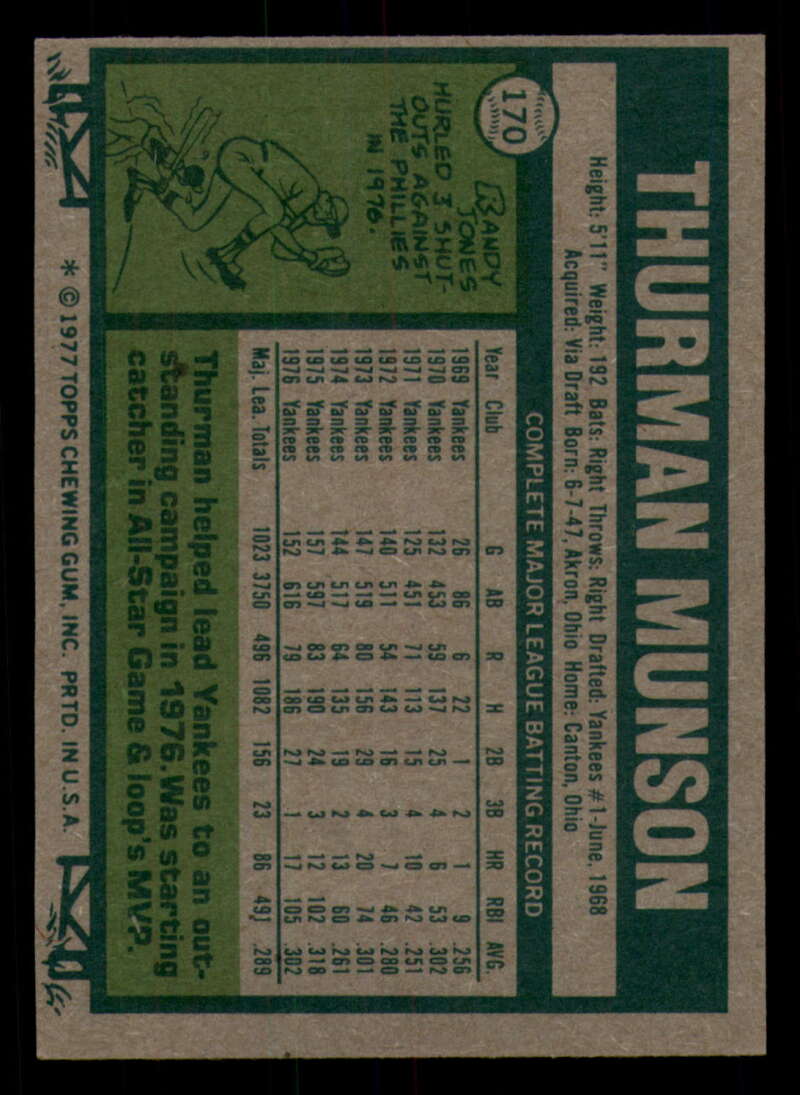 170
THURMAN MUNSON
Height: 5'11" Weight: 192 Bats: Right Throws: Right Drafted: Yankees #1-June, 1968
Acquired: Via Draft Born: 6-7-47, Akron, Ohio Home: Canton, Ohio
RANDY
JONES
HURLED 3 SHUT-
OUTS AGAINST
THE PHILLIES
IN 1976.
COMPLETE MAJOR LEAGUE BATTING RECORD
Year Club G AB R H 2B 3B HR RBI AVG.
1969 Yankees 26 86 6 22 1 2 1 9 .256
1970 Yankees 132 453 59 137 25 4 6 53 .302
1971 Yankees 125 451 71 113 15 4 10 42 .251
1972 Yankees 140 511 54 143 16 3 7 46 .280
1973 Yankees 147 519 80 156 29 4 20 74 .301
1974 Yankees 144 517 64 135 19 2 13 60 .261
1975 Yankees 157 597 83 190 24 3 12 102 .318
1976 Yankees 152 616 79 186 27 1 17 105 .302
Maj. Lea. Totals 1023 3750 496 1082 156 23 86 491 .289
Thurman helped lead Yankees to an out-
standing campaign in 1976. Was starting
catcher in All-Star Game & loop's MVP.
* © 1977 TOPPS CHEWING GUM, INC. PRTD. IN U.S.A.